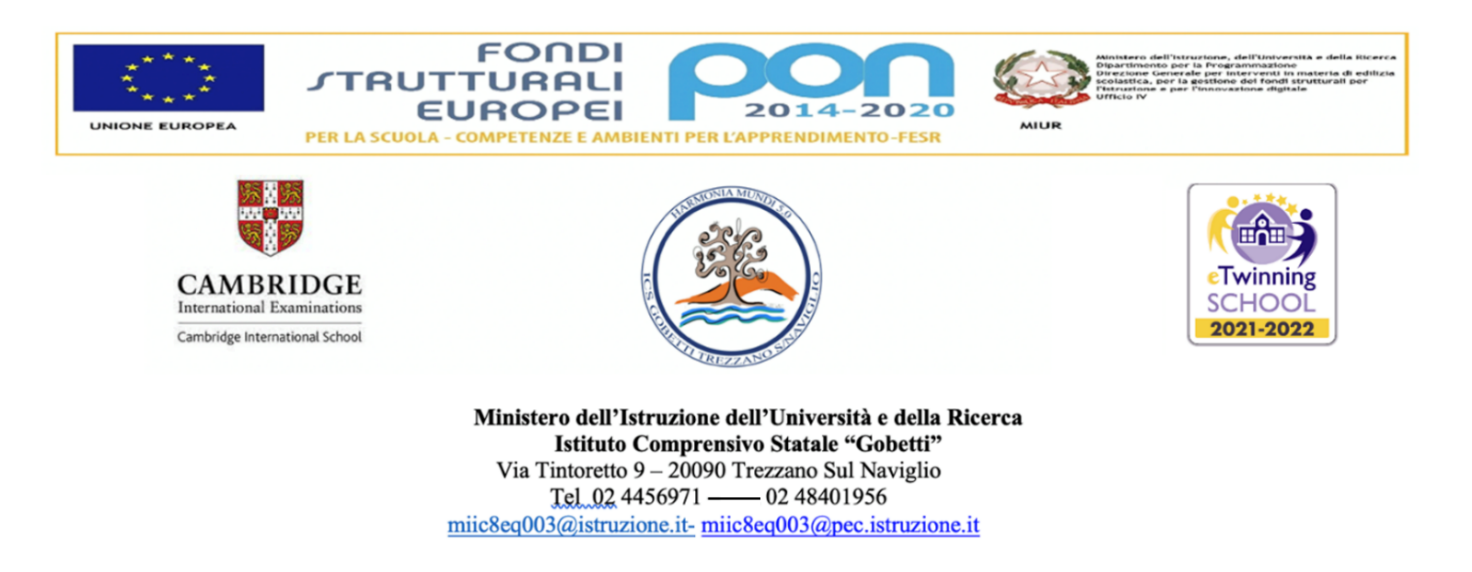 UNIONE EUROPEA
FONDI
STRUTTURALI
EUROPEI
pon
2014-2020
PER LA SCUOLA - COMPETENZE E AMBIENTI PER L'APPRENDIMENTO-FESR
MIUR
Ministero dell'Istruzione, dell'Università e della Ricerca
Dipartimento per la Programmazione
Direzione Generale per interventi in materia di edilizia
scolastica, per la gestione dei fondi strutturali per
l'Istruzione e per l'innovazione digitale
Ufficio IV
CAMBRIDGE
International Examinations
Cambridge International School
HARMONIA MUNDI 5.0
ICS GOBETTI TREZZANO S/NAVIGLIO
eTwinning
SCHOOL
2021-2022
Ministero dell'Istruzione dell'Università e della Ricerca
Istituto Comprensivo Statale “Gobetti”
Via Tintoretto 9 – 20090 Trezzano Sul Naviglio
Tel 02 4456971 —— 02 48401956
miic8eq003@istruzione.it- miic8eq003@pec.istruzione.it